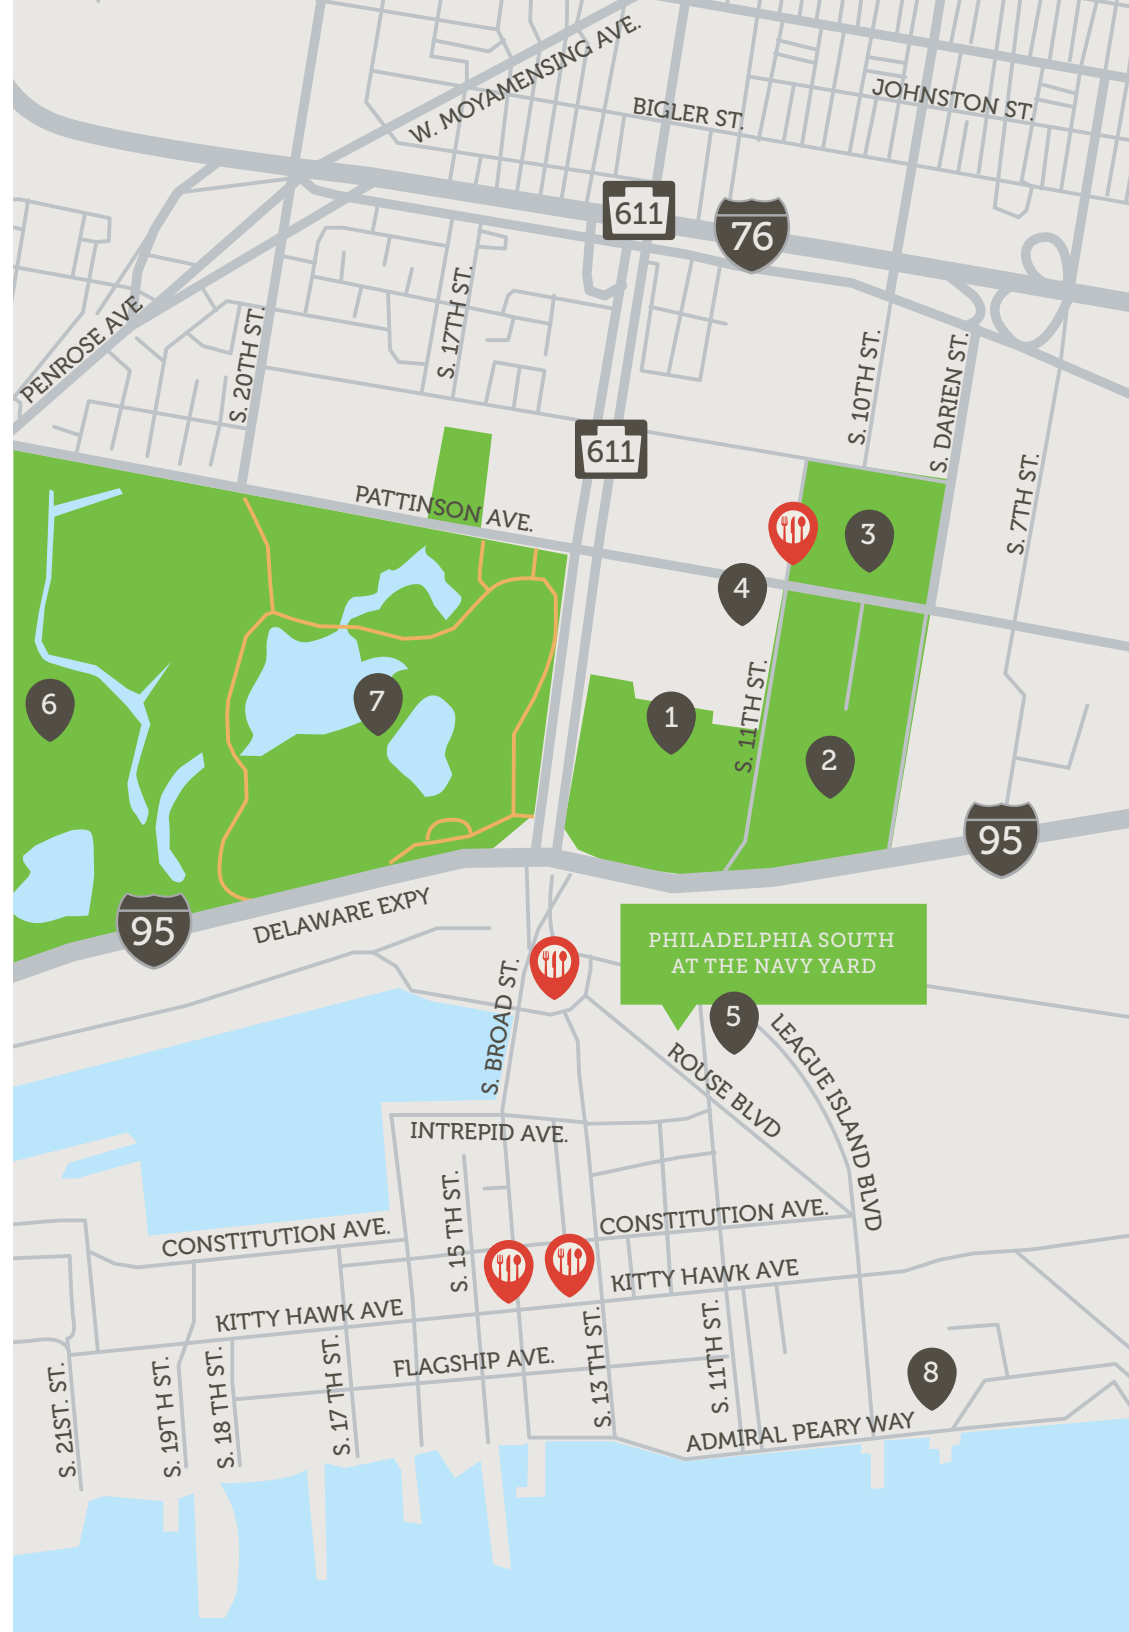 W. MOYAMENSING AVE.
BIGLER ST.
JOHNSTON ST.
611
76
PENROSE AVE
S. 20TH ST.
S. 17TH ST.
S. 10TH ST.
S. DARIEN ST.
S. 7TH ST.
611
PATTINSON AVE.
3
4
6
7
1
S. 11TH ST.
2
95
95
DELAWARE EXPY
PHILADELPHIA SOUTH
AT THE NAVY YARD
S. BROAD ST.
5
ROUSE BLVD
LEAGUE ISLAND BLVD
INTREPID AVE.
CONSTITUTION AVE.
S. 15 TH ST.
CONSTITUTION AVE.
KITTY HAWK AVE
KITTY HAWK AVE
FLAGSHIP AVE.
S. 21ST. ST.
S. 19T H ST.
S. 18 TH ST.
S. 17 TH ST.
S. 13 TH ST.
S. 11TH ST.
8
ADMIRAL PEARY WAY